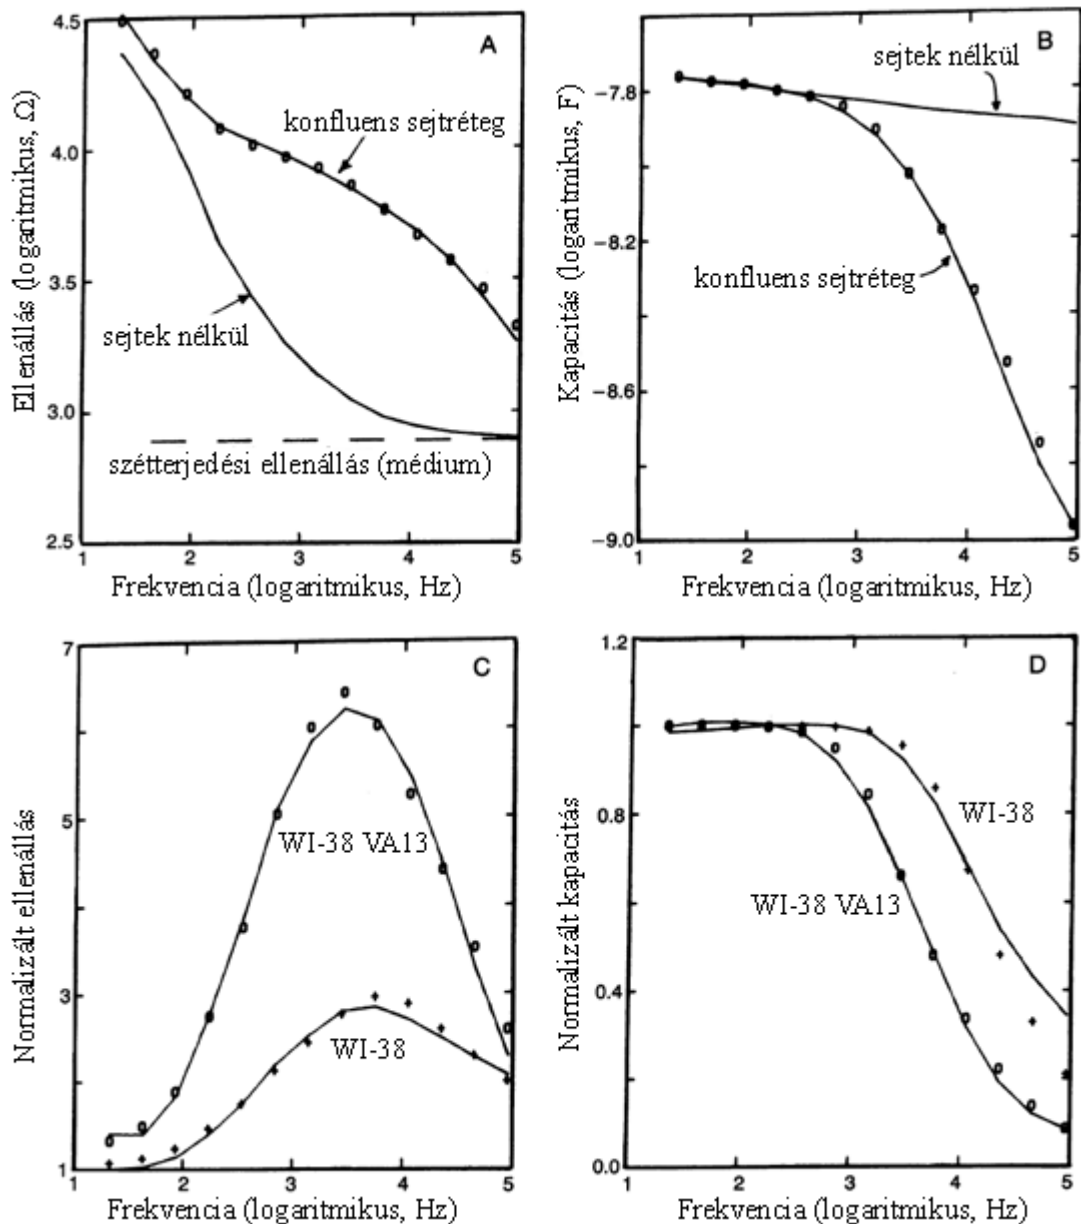 A
4.5
4.0
3.5
3.0
2.5
Ellenállás (logaritmikus, Ω)
konfluens sejtréteg
sejtek nélkül
szétterjedési ellenállás (médium)
1 2 3 4 5
Frekvencia (logaritmikus, Hz)
B
−7.8
−8.2
−8.6
−9.0
Kapacitás (logaritmikus, F)
sejtek nélkül
konfluens sejtréteg
1 2 3 4 5
Frekvencia (logaritmikus, Hz)
C
7
5
3
1
Normalizált ellenállás
WI-38 VA13
WI-38
2 3 4 5
Frekvencia (logaritmikus, Hz)
D
1.2
0.8
0.4
0.0
Normalizált kapacitás
WI-38
WI-38 VA13
1 2 3 4 5
Frekvencia (logaritmikus, Hz)